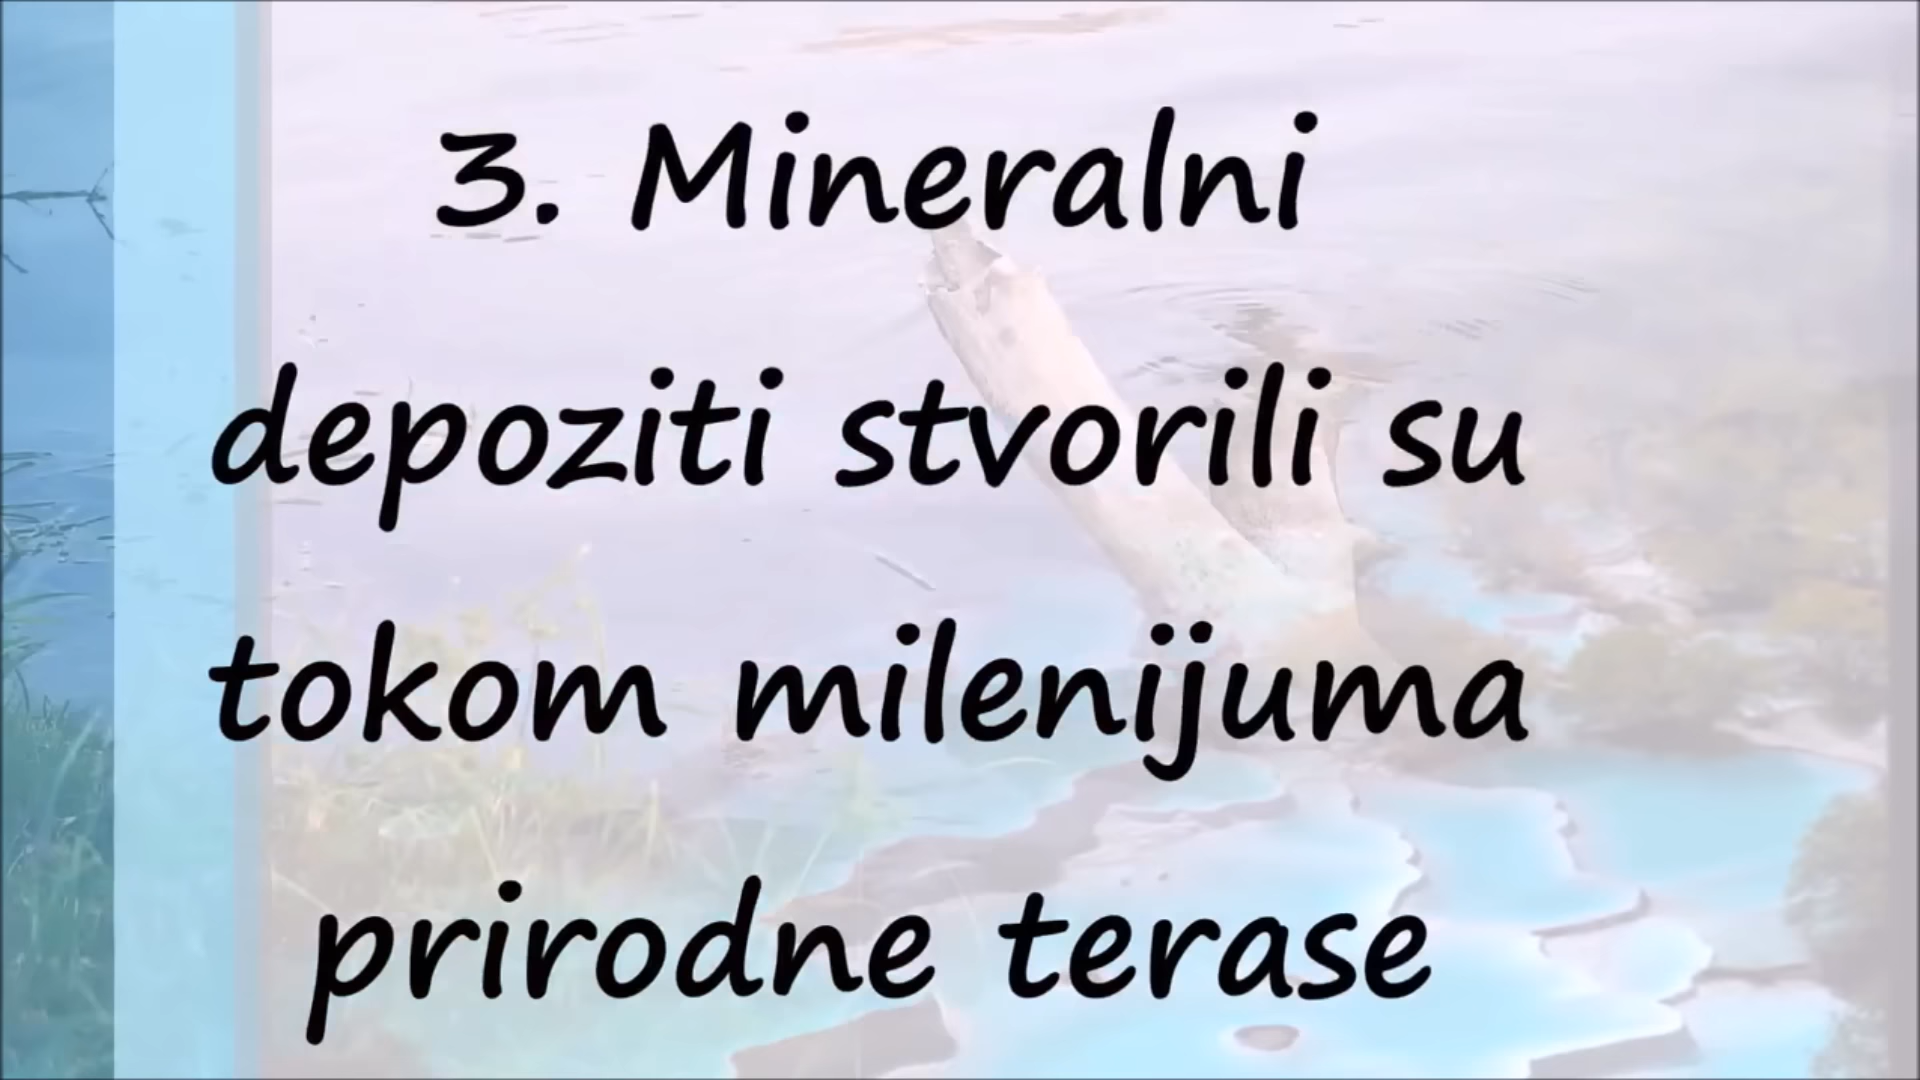 3. Mineralni
depoziti stvorili su
tokom milenijuma
prirodne terase